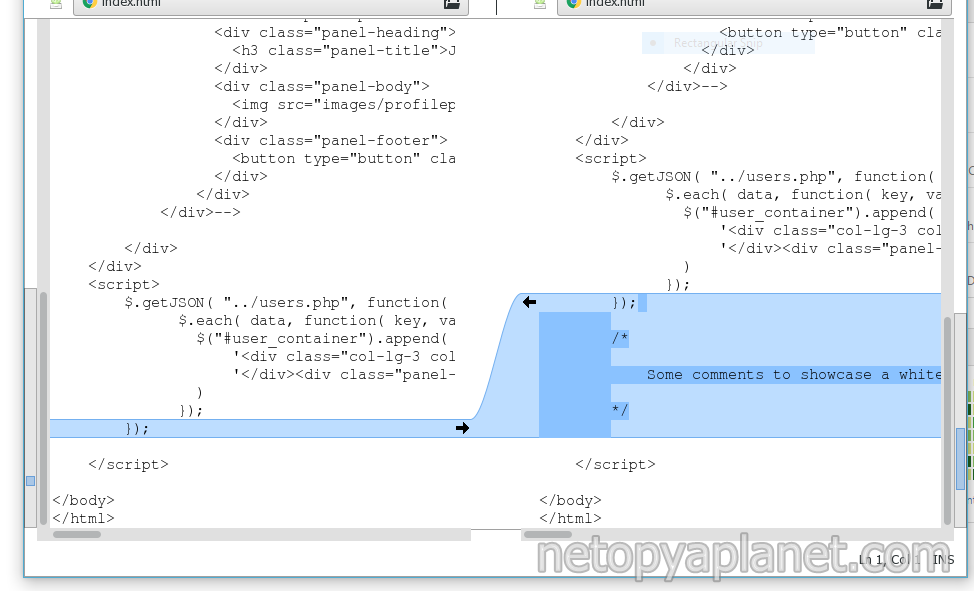 index.html
<div class="panel-heading">
<h3 class="panel-title">J
</div>
<div class="panel-body">
<img src="images/profilep
</div>
<div class="panel-footer">
<button type="button" cla
</div>
</div>
</div>-->
</div>
</div>
<script>
$.getJSON( "../users.php", function(
$.each( data, function( key, va
$("#user_container").append(
'<div class="col-lg-3 col
'</div><div class="panel-
)
});
});
</script>
</body>
</html>
index.html
<button type="button" cla
Rectangular Snip
</div>
</div>
</div>-->
</div>
</div>
<script>
$.getJSON( "../users.php", function(
$.each( data, function( key, va
$("#user_container").append(
'<div class="col-lg-3 col
'</div><div class="panel-
)
});
});
/*
Some comments to showcase a white
*/
</script>
</body>
</html>
Ln 1, Col 1 INS
netopyaplanet.com